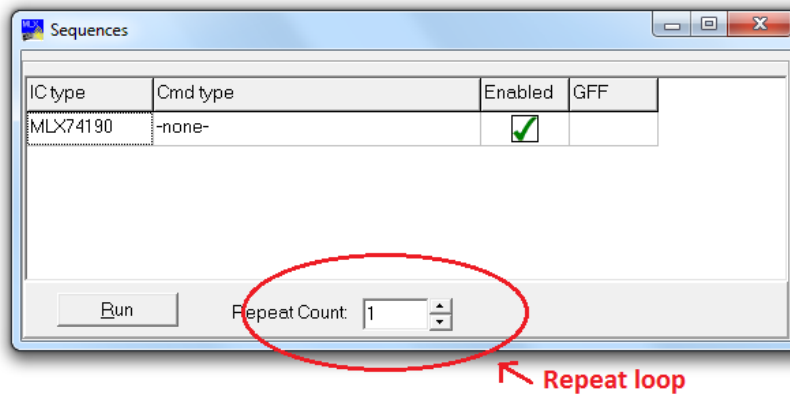 Sequences
IC type Cmd type Enabled GFF
MLX74190 -none-
Run Repeat Count: 1
Repeat loop